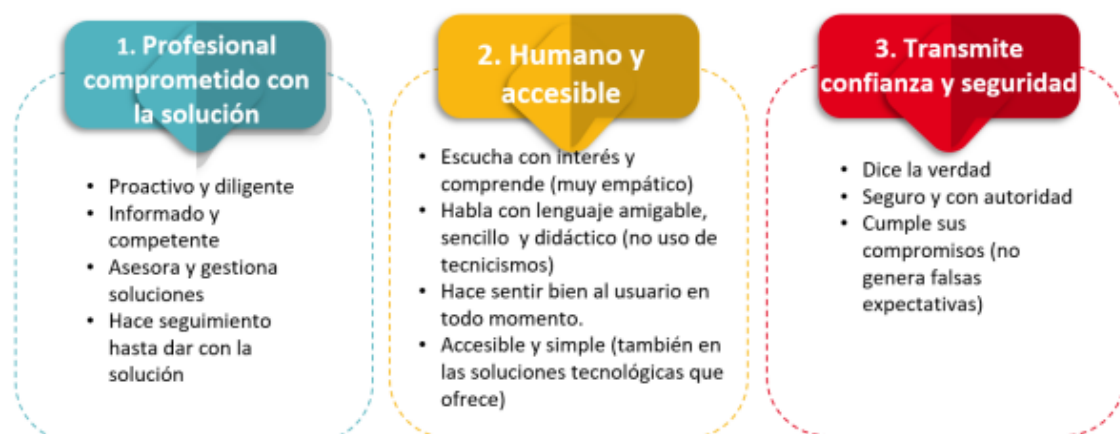 1. Profesional
comprometido con
la solución
• Proactivo y diligente
• Informado y
competente
• Asesora y gestiona
soluciones
• Hace seguimiento
hasta dar con la
solución
2. Humano y
accesible
• Escucha con interés y
comprende (muy empático)
• Habla con lenguaje amigable,
sencillo y didáctico (no uso de
tecnicismos)
• Hace sentir bien al usuario en
todo momento.
• Accesible y simple (también en
las soluciones tecnológicas que
ofrece)
3. Transmite
confianza y seguridad
• Dice la verdad
• Seguro y con autoridad
• Cumple sus
compromisos (no
genera falsas
expectativas)